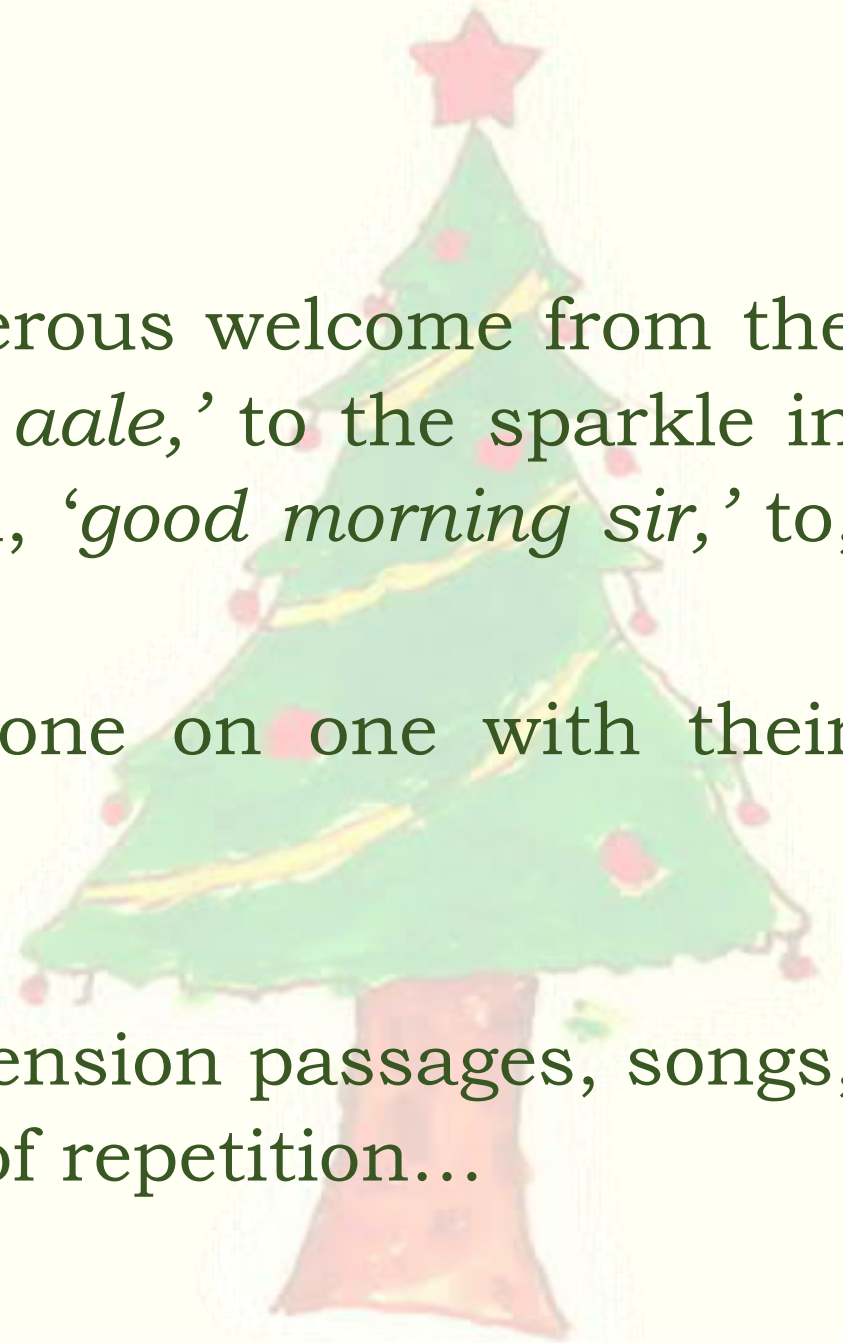 erous welcome from the
aale,’ to the sparkle in
, ‘good morning sir,’ to,
one on one with their
ension passages, songs,
of repetition…